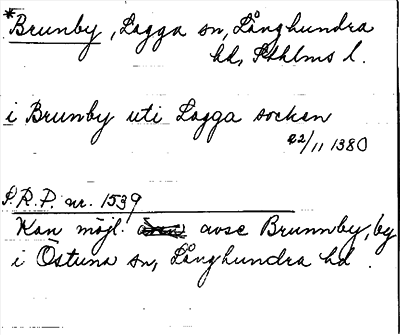 *Brunby, Lagga sn, Långhundra
hd, Sthlms l.
i Brunby uti Lagga socken
22/11 1380
S.R.P. nr. 1539
Kan möjl. avse Brunnby, by
i Östuna sn, Långhundra hd.